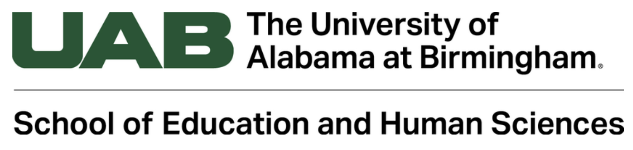 UAB The University of
Alabama at Birmingham®
School of Education and Human Sciences